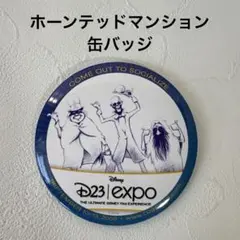 ホーンテッドマンション
缶バッジ
COME OUT TO SOCIALIZE
Disney
D23 | expo
THE ULTIMATE DISNEY FAN EXPERIENCE!